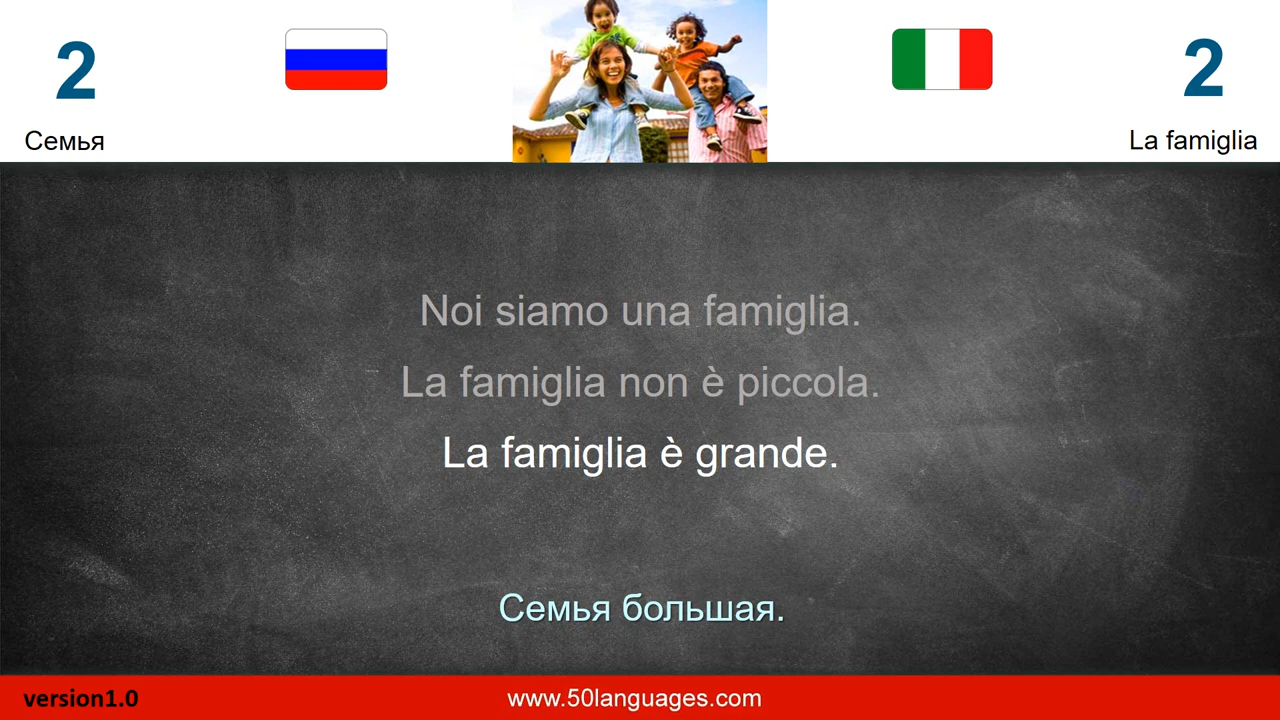 2
2
Семья
La famiglia
Noi siamo una famiglia.
La famiglia non è piccola.
La famiglia è grande.
Семья большая.
version1.0
www.50languages.com